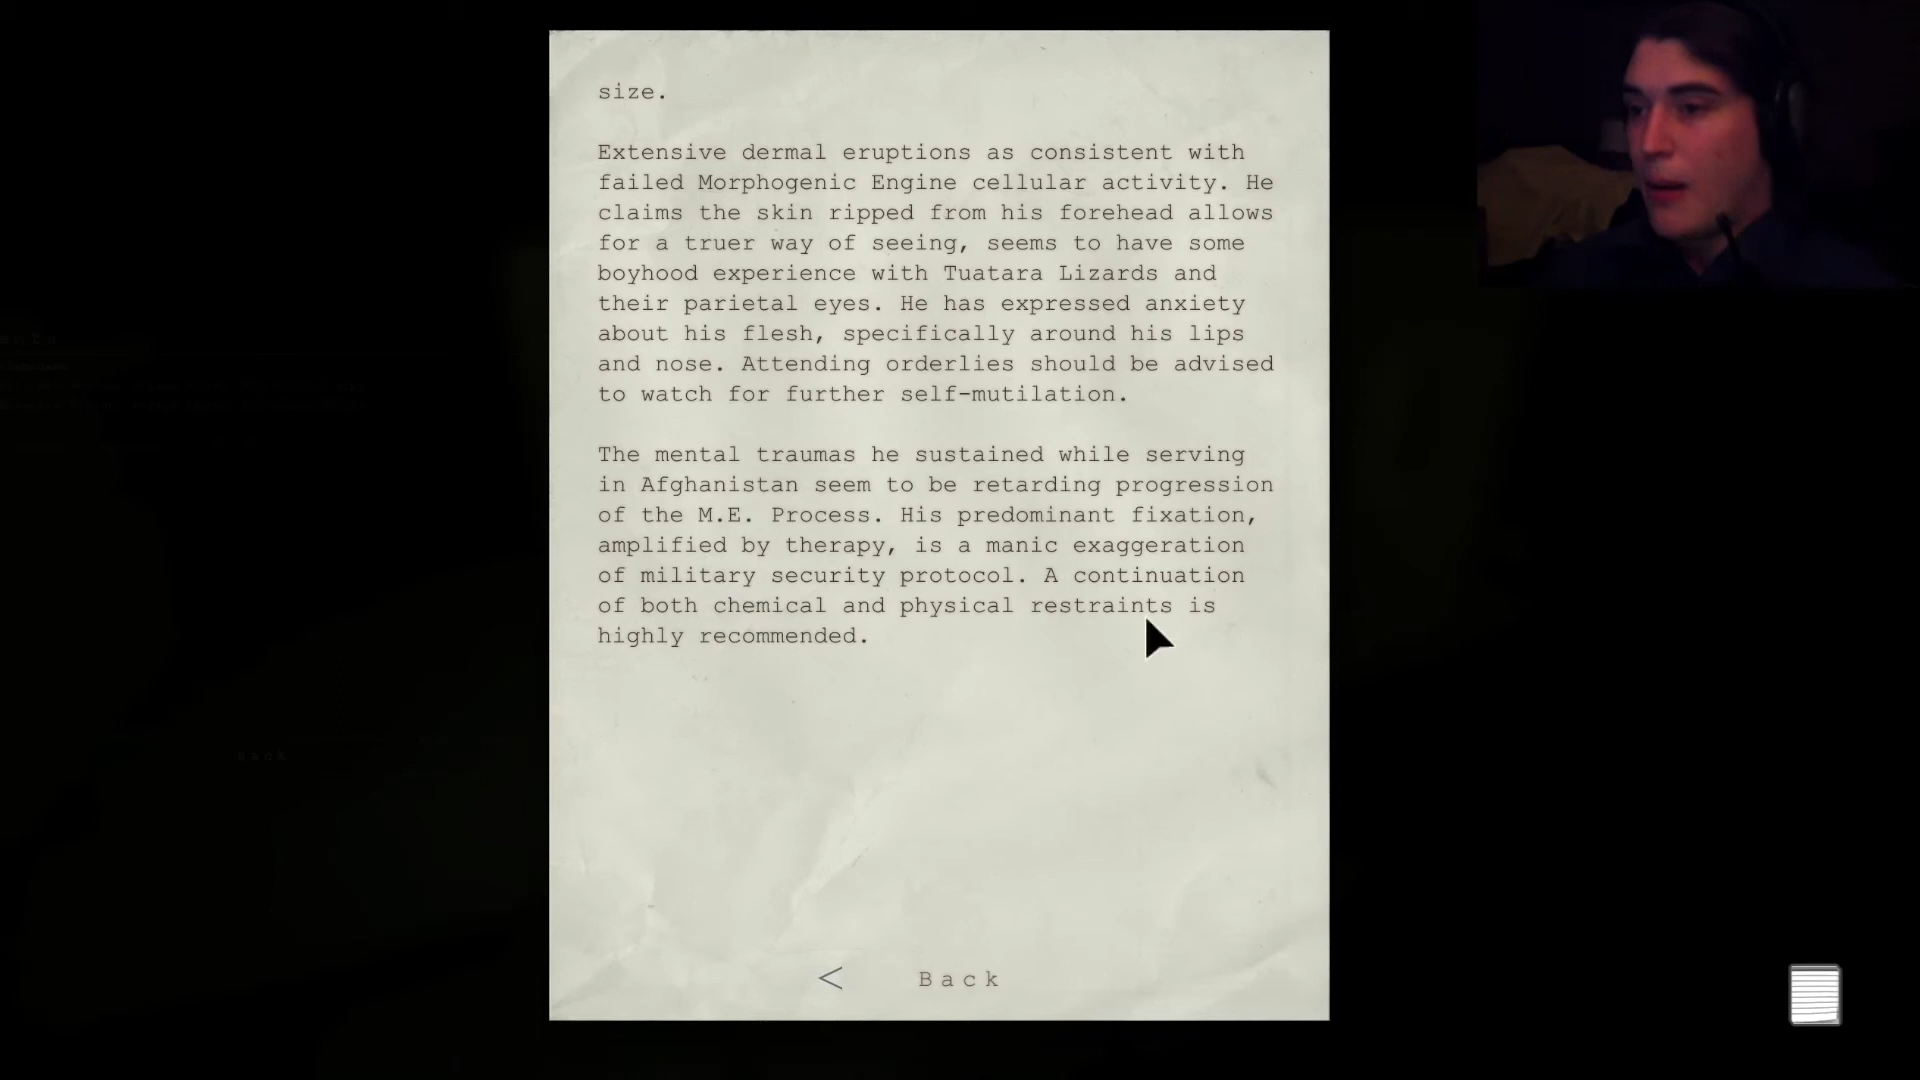 size.
Extensive dermal eruptions as consistent with
failed Morphogenic Engine cellular activity. He
claims the skin ripped from his forehead allows
for a truer way of seeing, seems to have some
boyhood experience with Tuatara Lizards and
their parietal eyes. He has expressed anxiety
about his flesh, specifically around his lips
and nose. Attending orderlies should be advised
to watch for further self-mutilation.
The mental traumas he sustained while serving
in Afghanistan seem to be retarding progression
of the M.E. Process. His predominant fixation,
amplified by therapy, is a manic exaggeration
of military security protocol. A continuation
of both chemical and physical restraints is
highly recommended.
< Back
Back